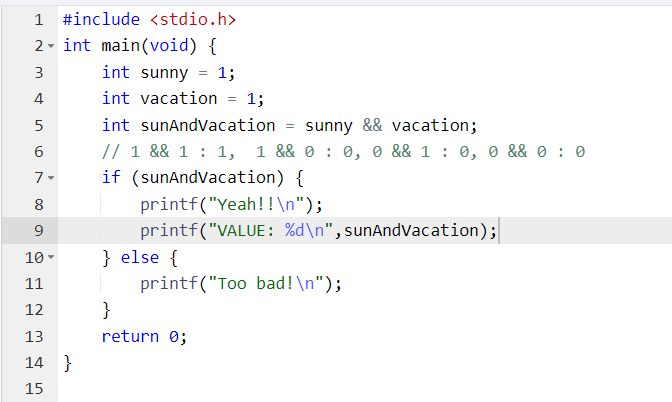 1 #include <stdio.h>
2 int main(void) {
3     int sunny = 1;
4     int vacation = 1;
5     int sunAndVacation = sunny && vacation;
6     // 1 && 1 : 1,  1 && 0 : 0, 0 && 1 : 0, 0 && 0 : 0
7     if (sunAndVacation) {
8         printf("Yeah!!\n");
9         printf("VALUE: %d\n",sunAndVacation);
10     } else {
11         printf("Too bad!\n");
12     }
13     return 0;
14 }
15